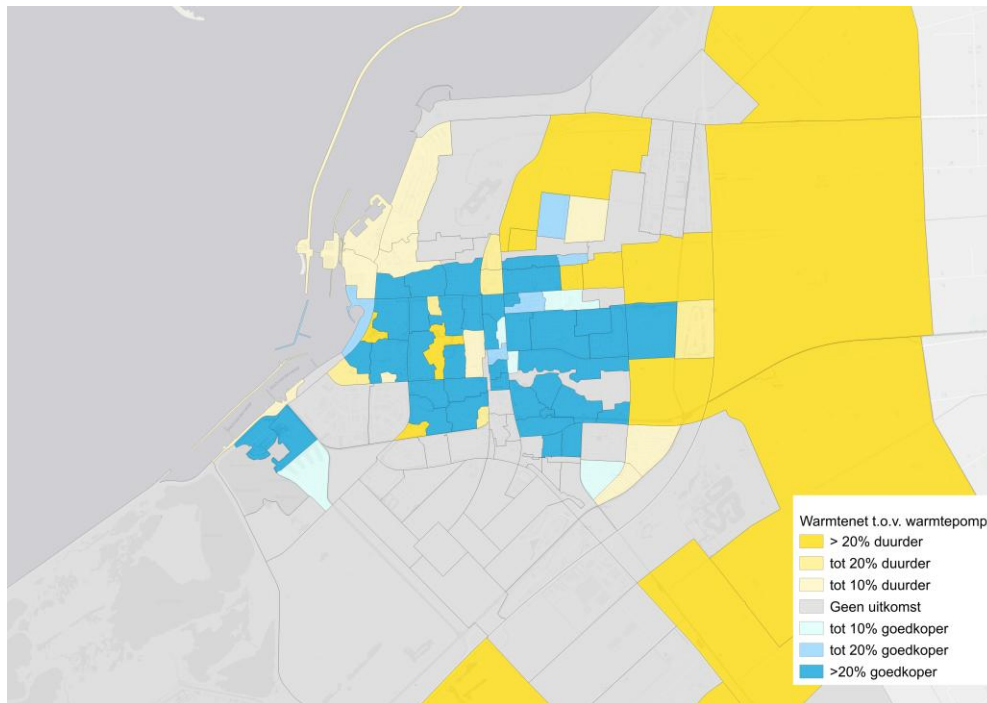 Warmtenet t.o.v. warmtepomp
> 20% duurder
tot 20% duurder
tot 10% duurder
Geen uitkomst
tot 10% goedkoper
tot 20% goedkoper
>20% goedkoper